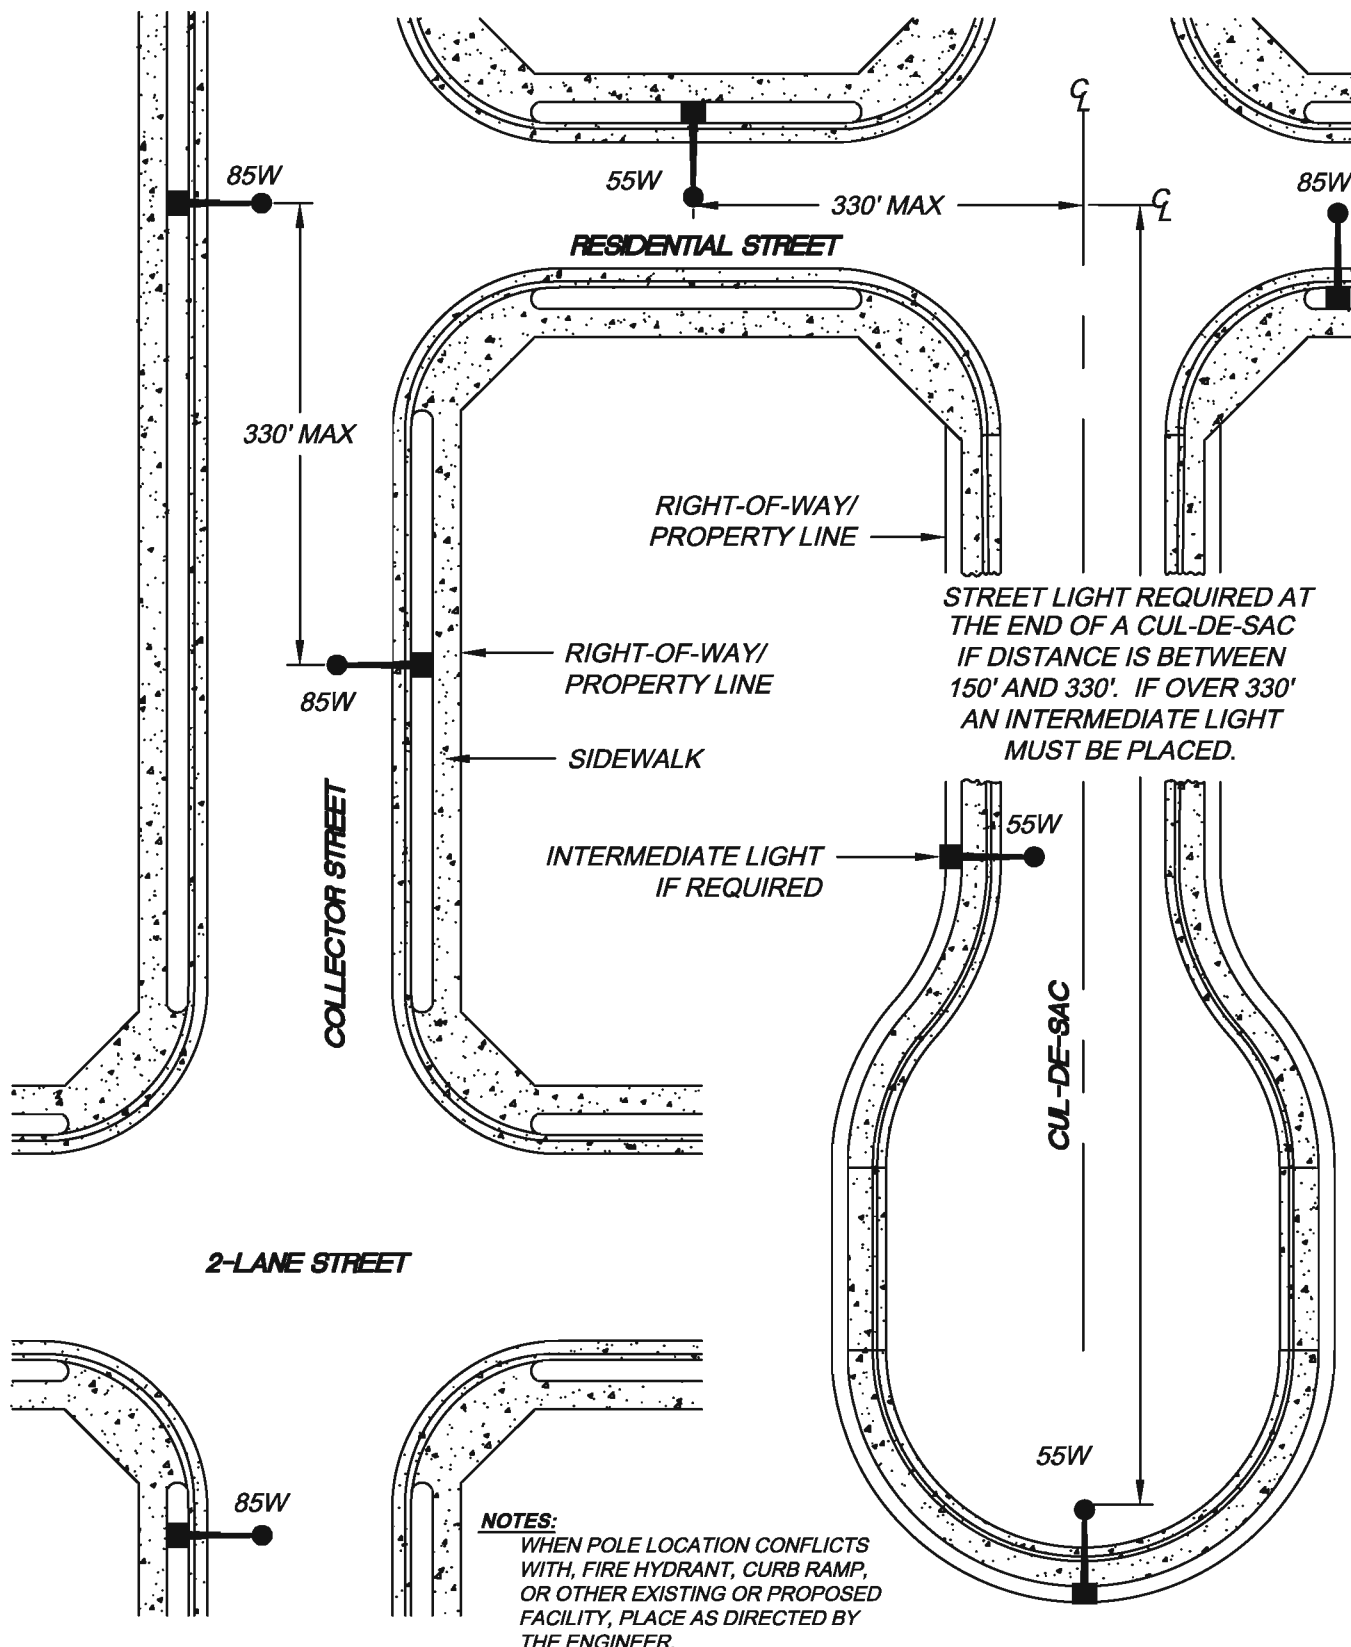 ℄
85W
55W
330' MAX
℄
85W
RESIDENTIAL STREET
330' MAX
RIGHT-OF-WAY/
PROPERTY LINE
STREET LIGHT REQUIRED AT
THE END OF A CUL-DE-SAC
IF DISTANCE IS BETWEEN
150' AND 330'. IF OVER 330'
AN INTERMEDIATE LIGHT
MUST BE PLACED.
RIGHT-OF-WAY/
PROPERTY LINE
85W
SIDEWALK
COLLECTOR STREET
55W
INTERMEDIATE LIGHT
IF REQUIRED
CUL-DE-SAC
2-LANE STREET
55W
85W
NOTES:
WHEN POLE LOCATION CONFLICTS
WITH, FIRE HYDRANT, CURB RAMP,
OR OTHER EXISTING OR PROPOSED
FACILITY, PLACE AS DIRECTED BY
THE ENGINEER.